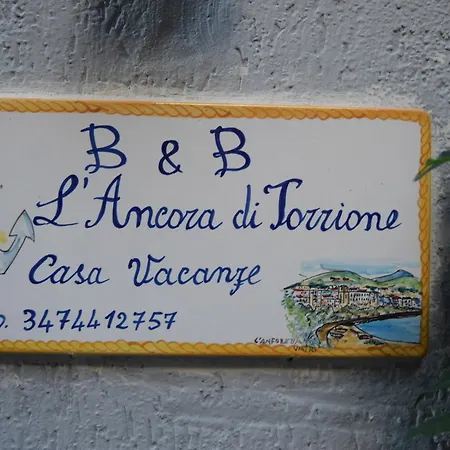 B & B
L'Ancora di Torrione
Casa Vacanze
. 3474412757